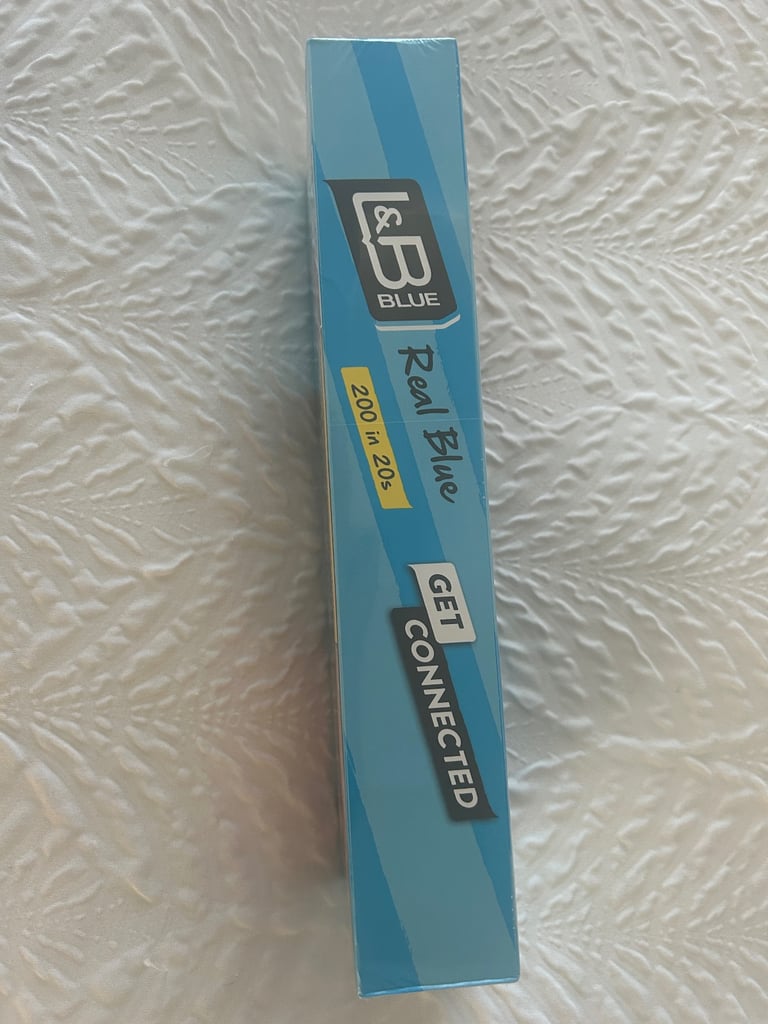 L&B
BLUE
Real Blue
200 in 20s
GET
CONNECTED